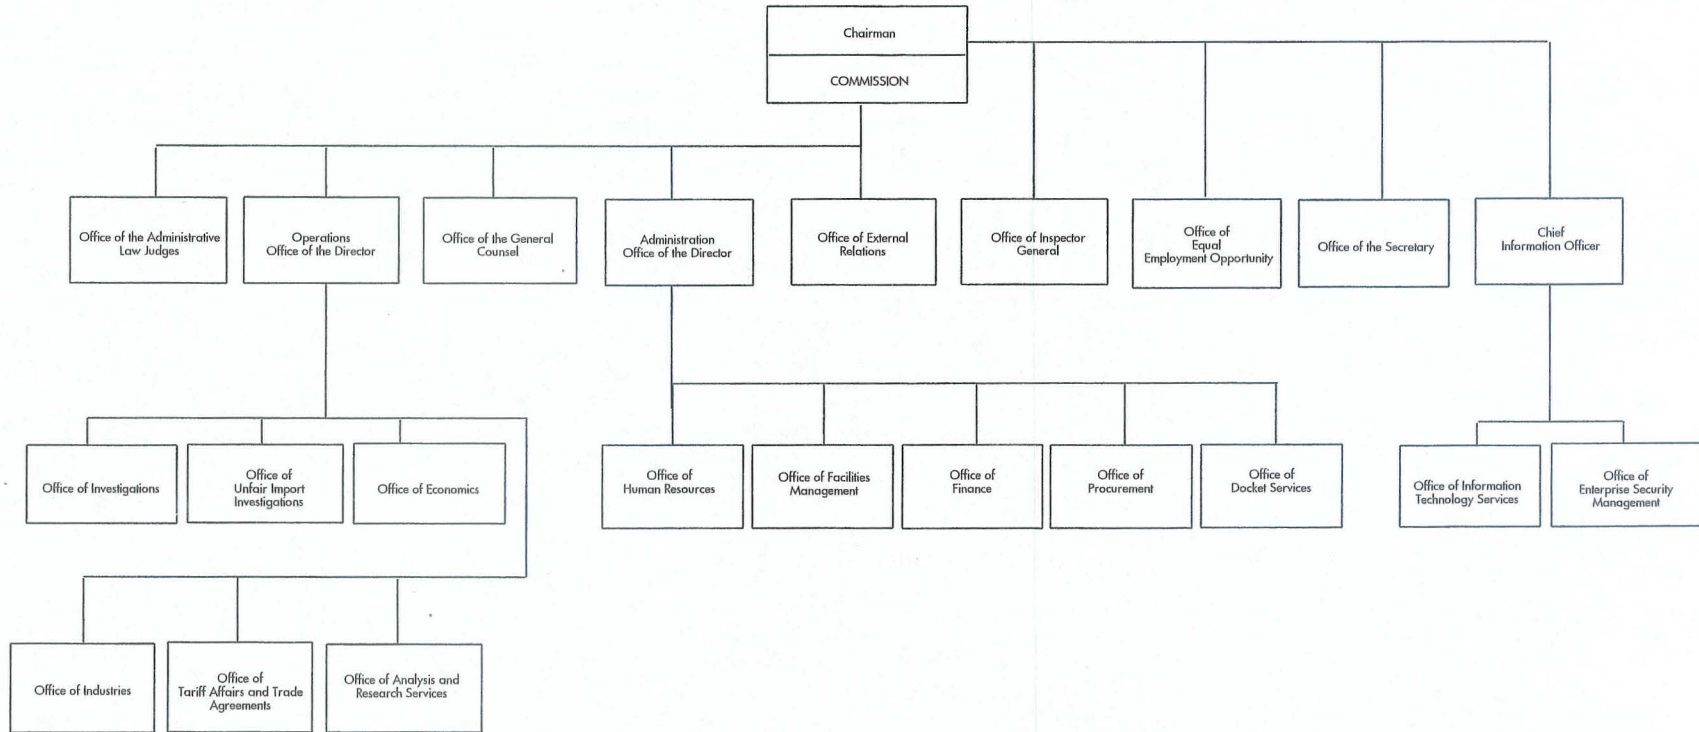 Chairman
COMMISSION
Office of the Administrative
Law Judges
Operations
Office of the Director
Office of the General
Counsel
Administration
Office of the Director
Office of External
Relations
Office of Inspector
General
Office of
Equal
Employment Opportunity
Office of the Secretary
Chief
Information Officer
Office of Investigations
Office of
Unfair Import
Investigations
Office of Economics
Office of
Human Resources
Office of Facilities
Management
Office of
Finance
Office of
Procurement
Office of
Docket Services
Office of Information
Technology Services
Office of
Enterprise Security
Management
Office of Industries
Office of
Tariff Affairs and Trade
Agreements
Office of Analysis and
Research Services